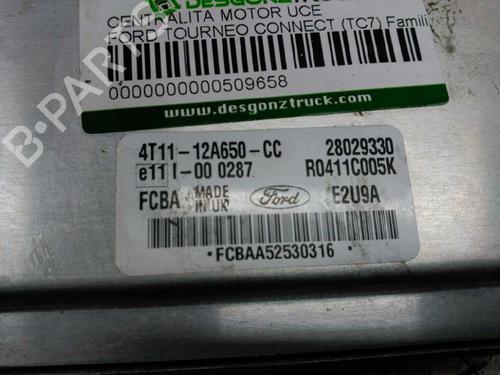 CENTRALITA MOTOR UCE
FORD TOURNEO CONNECT (TC7) Famili
0000000000509658
www.desgonztruck.com
4T11-12A650-CC 28029330
e11 I-00 0287 R0411C005K
FCBA MADE IN UK Ford E2U9A
*FCBAA52530316*